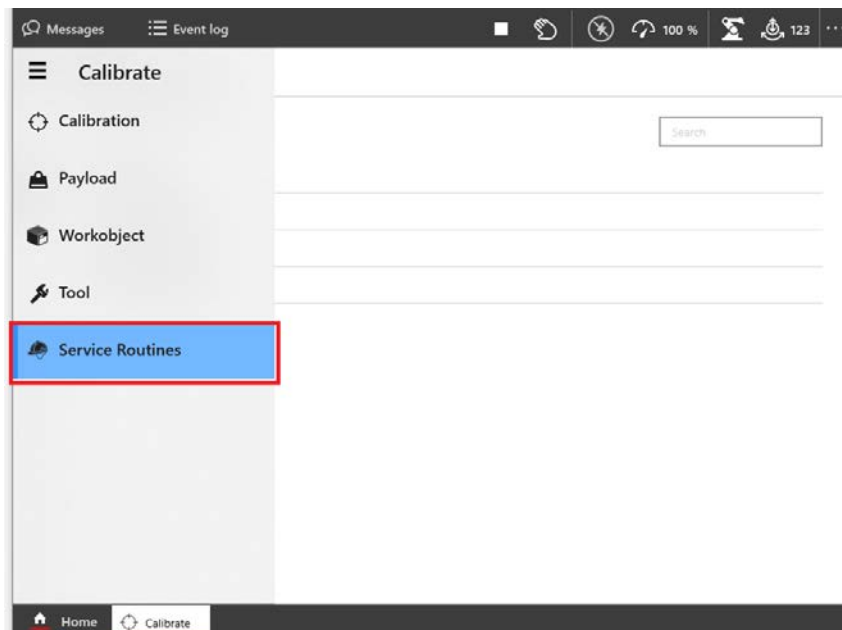 Messages Event log 100 % 123 ...
Calibrate
Calibration
Search
Payload
Workobject
Tool
Service Routines
Home Calibrate